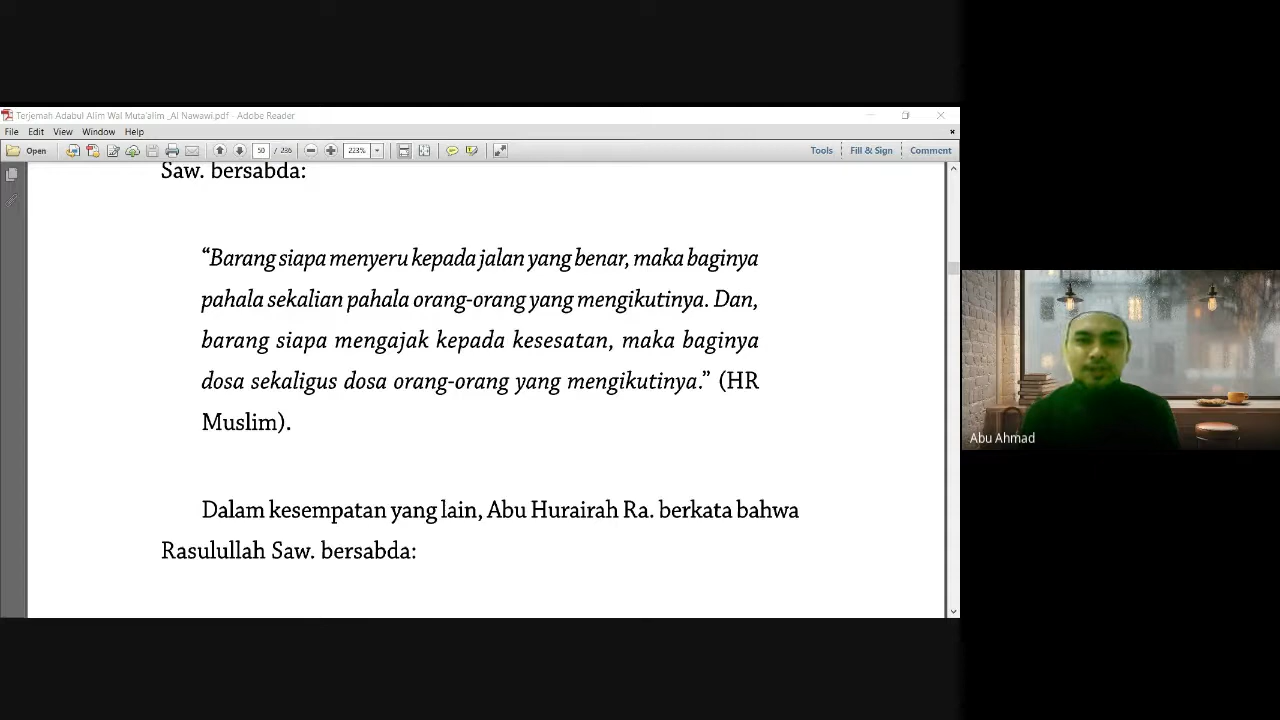 Terjemah Adabul Alim Wal Muta'alim _Al Nawawi.pdf - Adobe Reader
File Edit View Window Help
Open 50 / 236 223% Tools Fill & Sign Comment
Saw. bersabda:
“Barang siapa menyeru kepada jalan yang benar, maka baginya
pahala sekalian pahala orang-orang yang mengikutinya. Dan,
barang siapa mengajak kepada kesesatan, maka baginya
dosa sekaligus dosa orang-orang yang mengikutinya.” (HR
Muslim).
Abu Ahmad
Dalam kesempatan yang lain, Abu Hurairah Ra. berkata bahwa
Rasulullah Saw. bersabda: